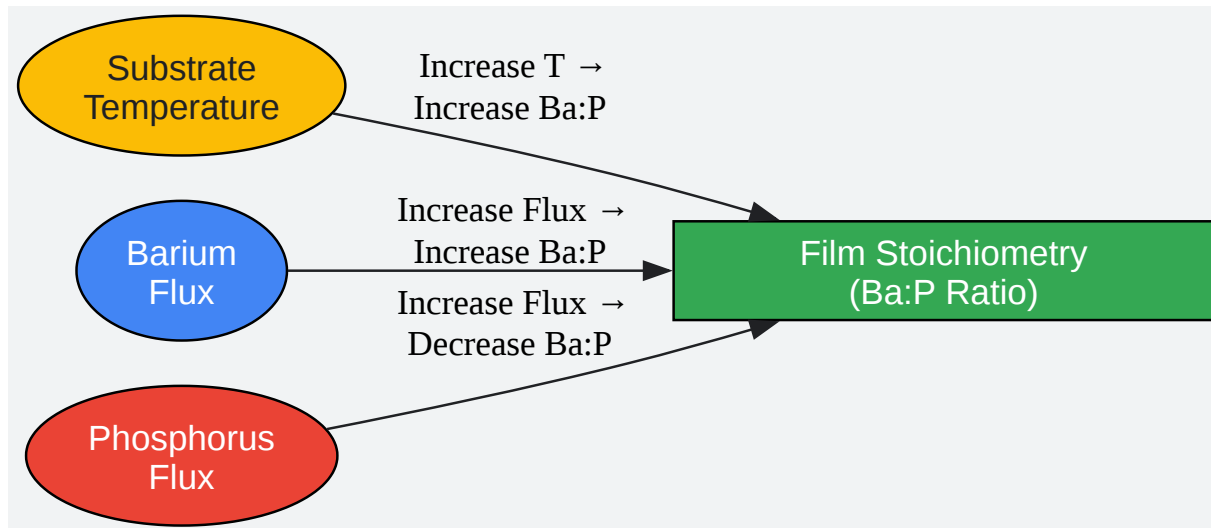 Substrate
Temperature
Increase T →
Increase Ba:P
Barium
Flux
Increase Flux →
Increase Ba:P
Film Stoichiometry
(Ba:P Ratio)
Increase Flux →
Decrease Ba:P
Phosphorus
Flux